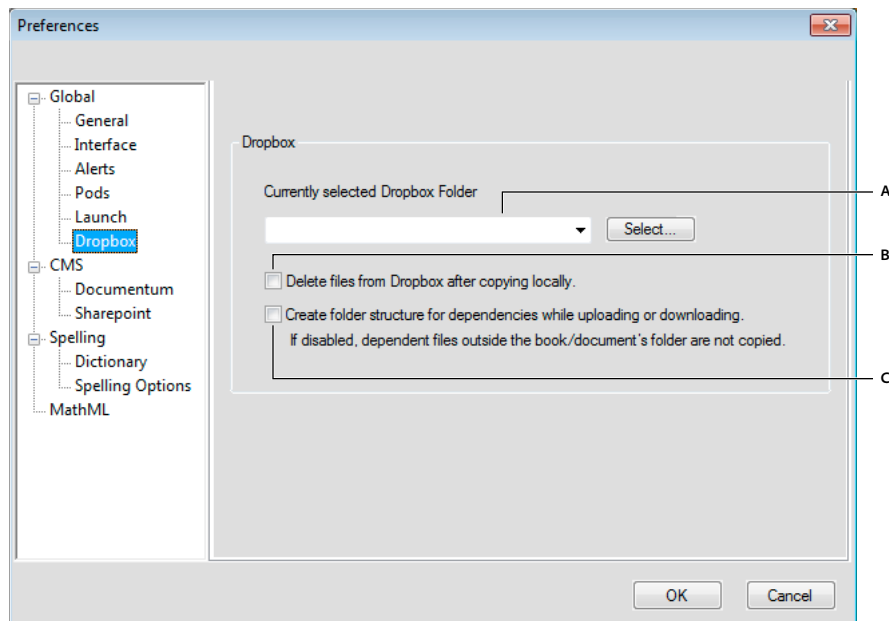 Preferences
Global
General
Interface
Alerts
Pods
Launch
Dropbox
CMS
Documentum
Sharepoint
Spelling
Dictionary
Spelling Options
MathML
Dropbox
Currently selected Dropbox Folder
Select...
Delete files from Dropbox after copying locally.
Create folder structure for dependencies while uploading or downloading.
If disabled, dependent files outside the book/document's folder are not copied.
A
B
C
OK
Cancel